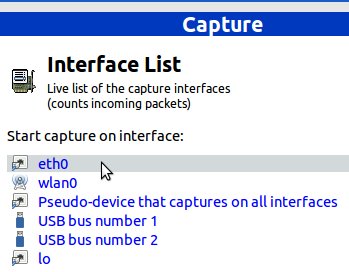 Capture
Interface List
Live list of the capture interfaces
(counts incoming packets)
Start capture on interface:
eth0
wlan0
Pseudo-device that captures on all interfaces
USB bus number 1
USB bus number 2
lo